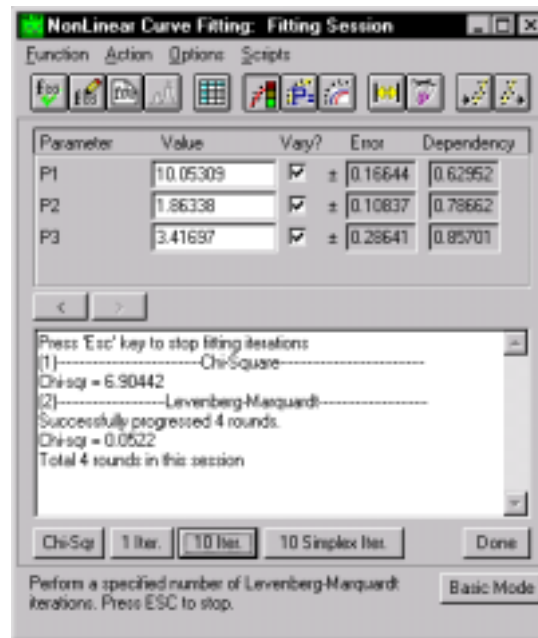 NonLinear Curve Fitting: Fitting Session
Function Action Options Scripts
Parameter Value Vary? Error Dependency
P1 10.05309 ± 0.16644 0.62952
P2 1.86338 ± 0.10837 0.78662
P3 3.41697 ± 0.28641 0.85701
< >
Press 'Esc' key to stop fitting iterations
(1)-------------------------Chi-Square-------------------------
Chi-sqr = 6.90442
(2)-------------------Levenberg-Marquardt-------------------
Successfully progressed 4 rounds.
Chi-sqr = 0.0522
Total 4 rounds in this session
Chi-Sqr 1 Iter. 10 Iter. 10 Simplex Iter. Done
Perform a specified number of Levenberg-Marquardt
iterations. Press ESC to stop.
Basic Mode